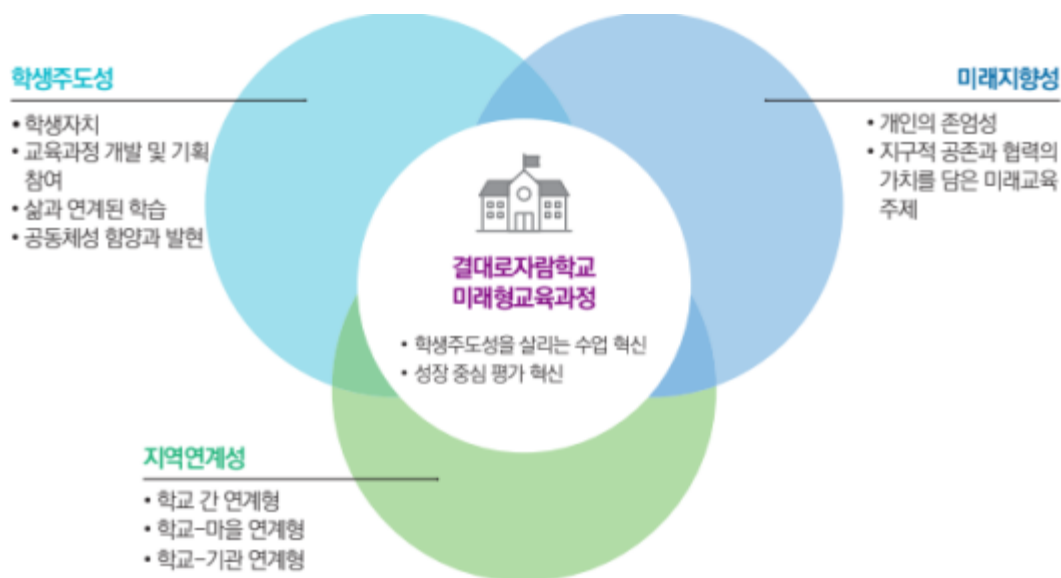 학생주도성
• 학생자치
• 교육과정 개발 및 기획
참여
• 삶과 연계된 학습
• 공동체성 함양과 발현
미래지향성
• 개인의 존엄성
• 지구적 공존과 협력의
가치를 담은 미래교육
주제
결대로자람학교
미래형교육과정
• 학생주도성을 살리는 수업 혁신
• 성장 중심 평가 혁신
지역연계성
• 학교 간 연계형
• 학교-마을 연계형
• 학교-기관 연계형